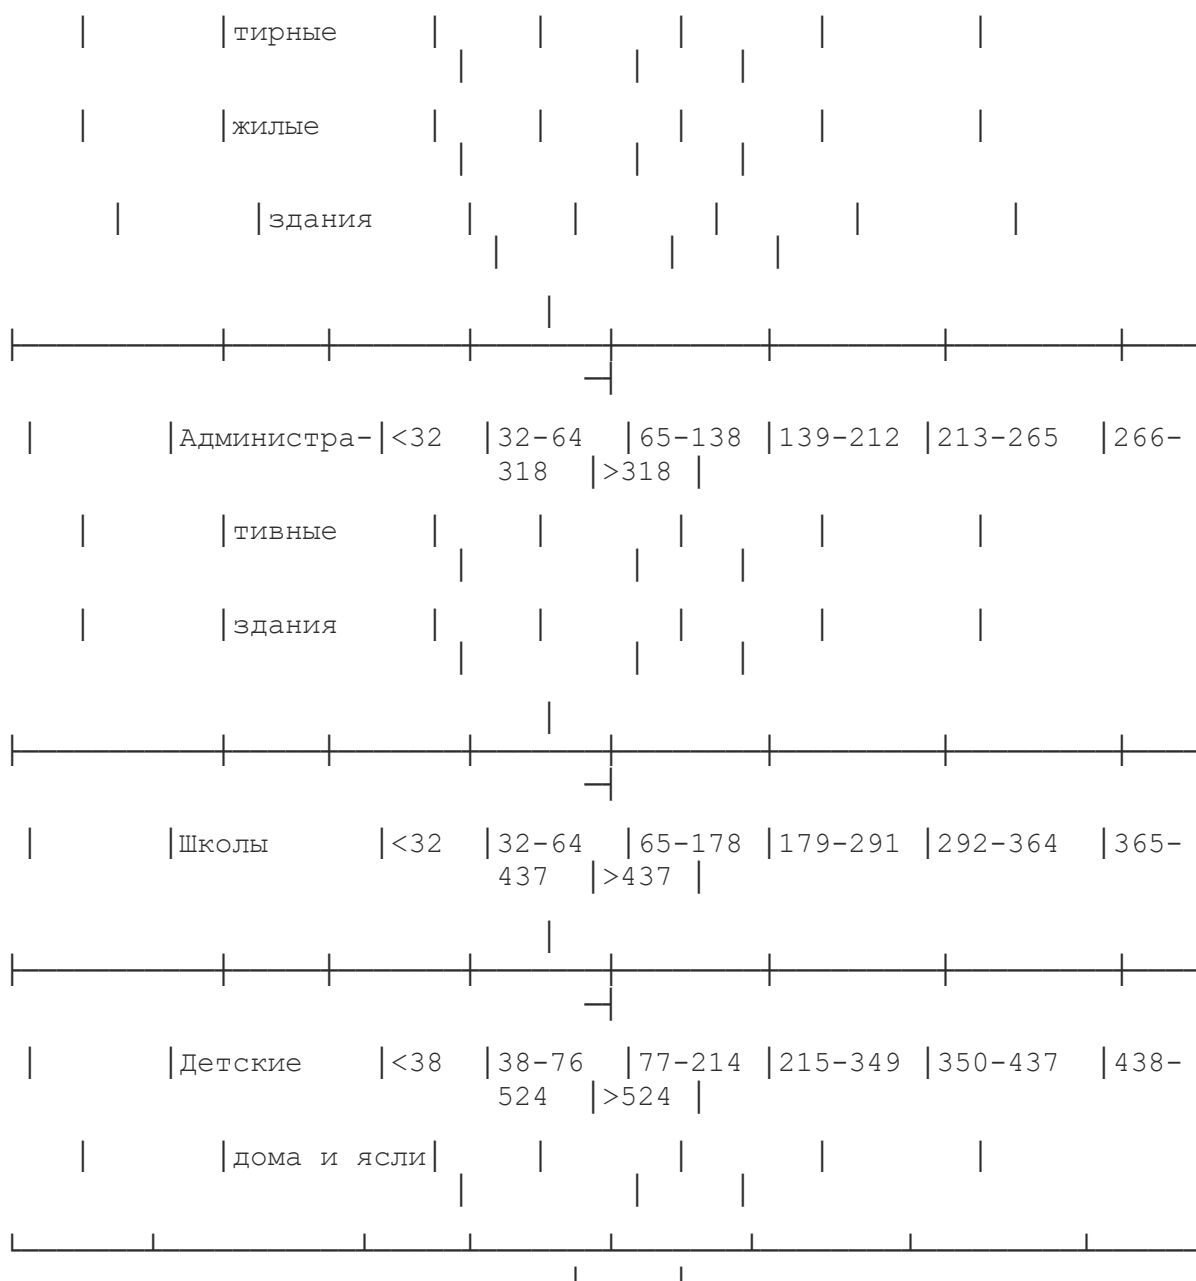 тирные
жилые
здания
Администра- <32 32-64 65-138 139-212 213-265 266-
318 >318
тивные
здания
Школы <32 32-64 65-178 179-291 292-364 365-
437 >437
Детские <38 38-76 77-214 215-349 350-437 438-
524 >524
дома и ясли